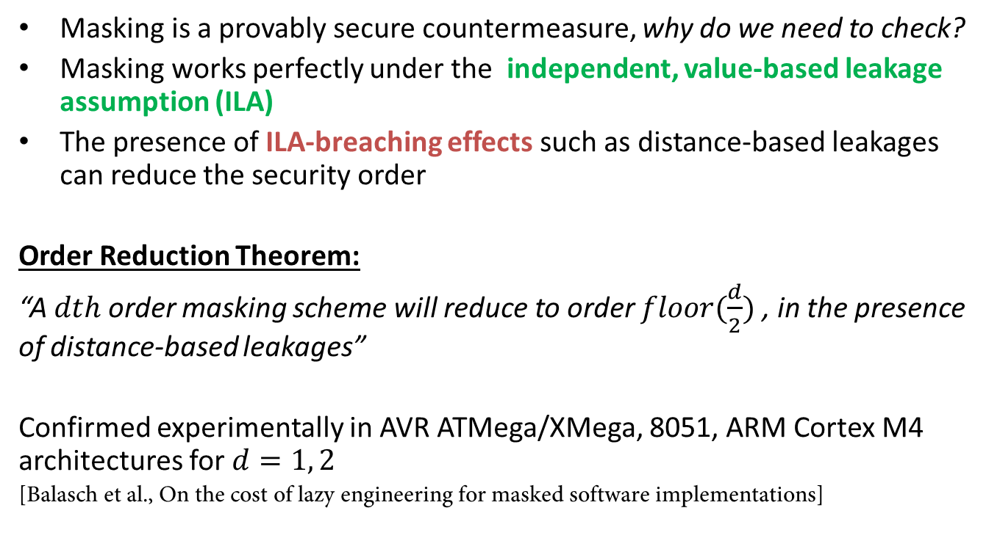 • Masking is a provably secure countermeasure, why do we need to check?
• Masking works perfectly under the independent, value-based leakage
assumption (ILA)
• The presence of ILA-breaching effects such as distance-based leakages
can reduce the security order
Order Reduction Theorem:
“A dth order masking scheme will reduce to order floor(d/2) , in the presence
of distance-based leakages”
Confirmed experimentally in AVR ATMega/XMega, 8051, ARM Cortex M4
architectures for d = 1, 2
[Balasch et al., On the cost of lazy engineering for masked software implementations]